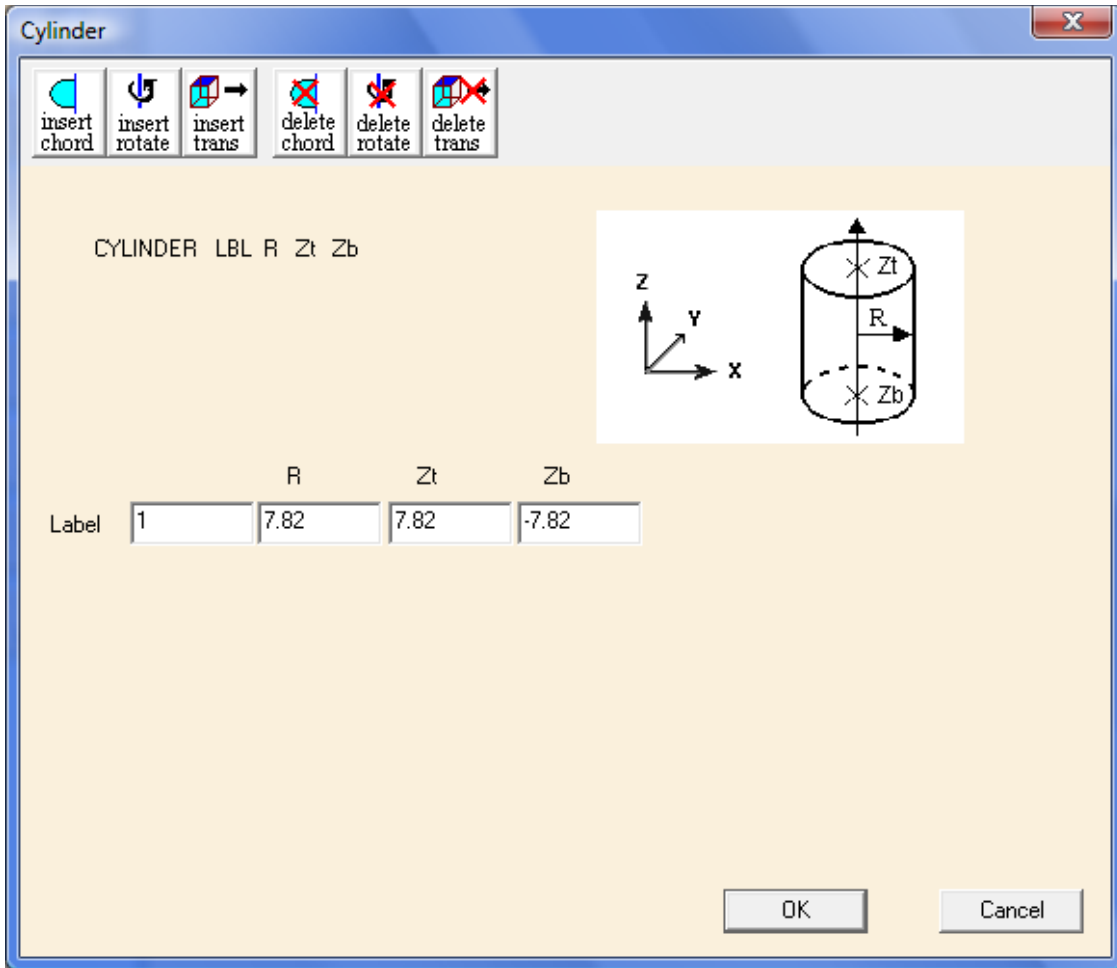 Cylinder
insert chord
insert rotate
insert trans
delete chord
delete rotate
delete trans
CYLINDER LBL R Zt Zb
Z
Y
X
Zt
R
Zb
R Zt Zb
Label 1 7.82 7.82 -7.82
OK Cancel